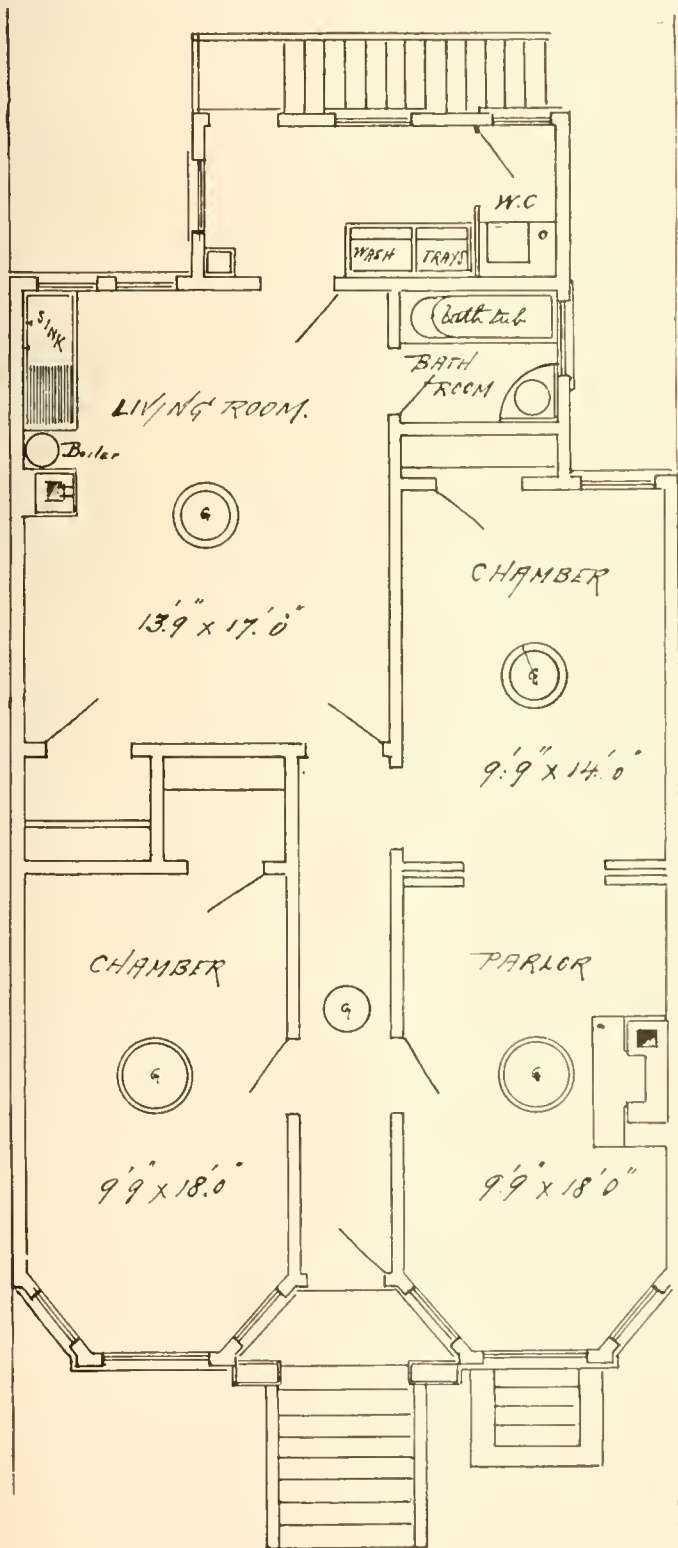 W.C
WASH TRAYS
SINK
bath tub
BATH
ROOM
LIVING ROOM.
Boiler
G
CHAMBER
13'.9" x 17'.0"
G
9'.9" x 14'.0"
CHAMBER
PARLOR
G
G
G
9'.9" x 18'.0"
9'.9" x 18'0"